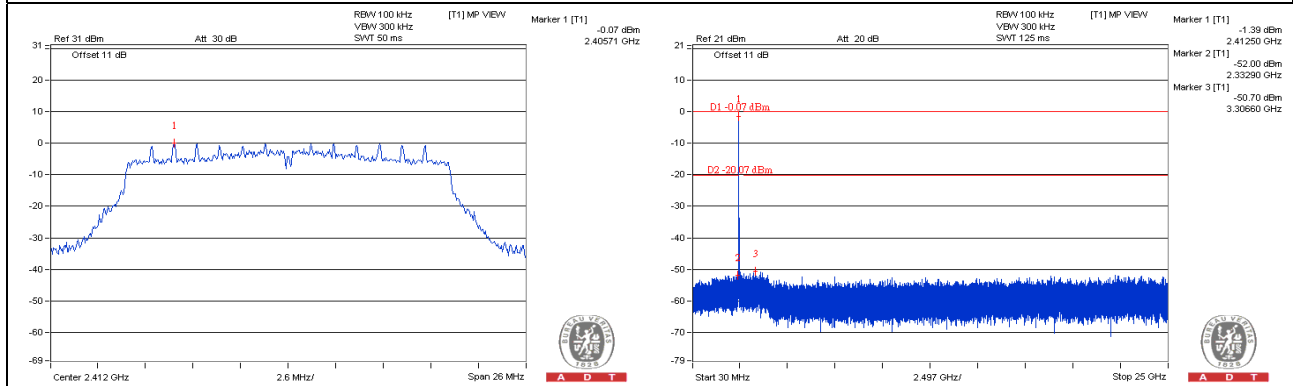 RBW 100 kHz [T1] MP VIEW
VBW 300 kHz
Ref 31 dBm Att 30 dB SWT 50 ms
Marker 1 [T1]
-0.07 dBm
2.40571 GHz
31
Offset 11 dB
20
10
0
-10
-20
-30
-40
-50
-60
-69
1
Center 2.412 GHz 2.6 MHz/ Span 26 MHz
BUREAU VERITAS
1828
A D T
RBW 100 kHz [T1] MP VIEW
VBW 300 kHz
Ref 21 dBm Att 20 dB SWT 125 ms
Marker 1 [T1]
-1.39 dBm
2.41250 GHz
Marker 2 [T1]
-52.00 dBm
2.33290 GHz
Marker 3 [T1]
-50.70 dBm
3.30660 GHz
21
Offset 11 dB
10
0
-10
-20
-30
-40
-50
-60
-70
-79
1
D1 -0.07 dBm
D2 -20.07 dBm
2
3
Start 30 MHz 2.497 GHz/ Stop 25 GHz
BUREAU VERITAS
1828
A D T